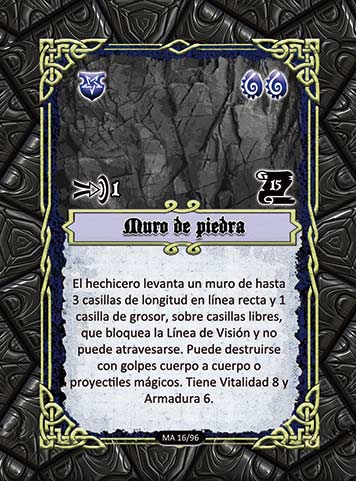 1
15
Muro de piedra
El hechicero levanta un muro de hasta
3 casillas de longitud en línea recta y 1
casilla de grosor, sobre casillas libres,
que bloquea la Línea de Visión y no
puede atravesarse. Puede destruirse
con golpes cuerpo a cuerpo o
proyectiles mágicos. Tiene Vitalidad 8 y
Armadura 6.
MA 16/96